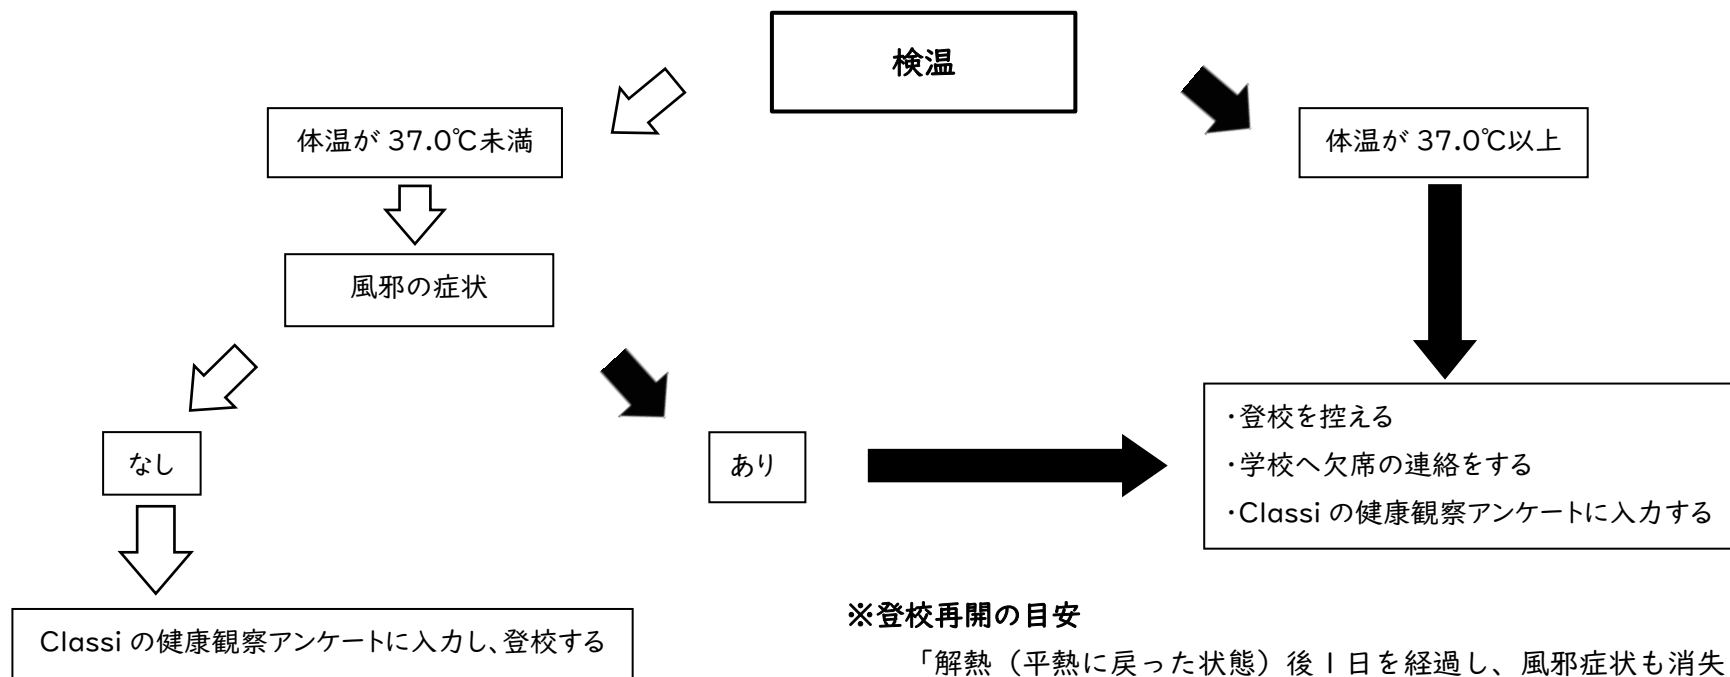 検温
体温が 37.0℃未満
体温が 37.0℃以上
風邪の症状
なし
あり
・登校を控える
・学校へ欠席の連絡をする
・Classi の健康観察アンケートに入力する
Classi の健康観察アンケートに入力し、登校する
※登校再開の目安
「解熱（平熱に戻った状態）後１日を経過し、風邪症状も消失